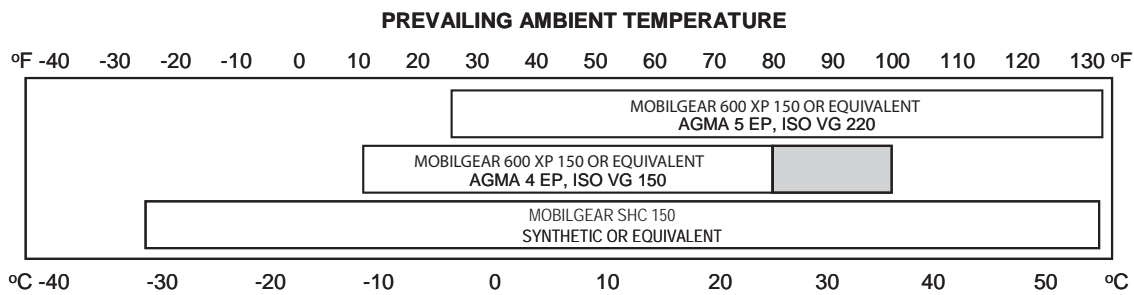 PREVAILING AMBIENT TEMPERATURE
ºF -40 -30 -20 -10 0 10 20 30 40 50 60 70 80 90 100 110 120 130 ºF
MOBILGEAR 600 XP 150 OR EQUIVALENT
AGMA 5 EP, ISO VG 220
MOBILGEAR 600 XP 150 OR EQUIVALENT
AGMA 4 EP, ISO VG 150
MOBILGEAR SHC 150
SYNTHETIC OR EQUIVALENT
ºC -40 -30 -20 -10 0 10 20 30 40 50 ºC